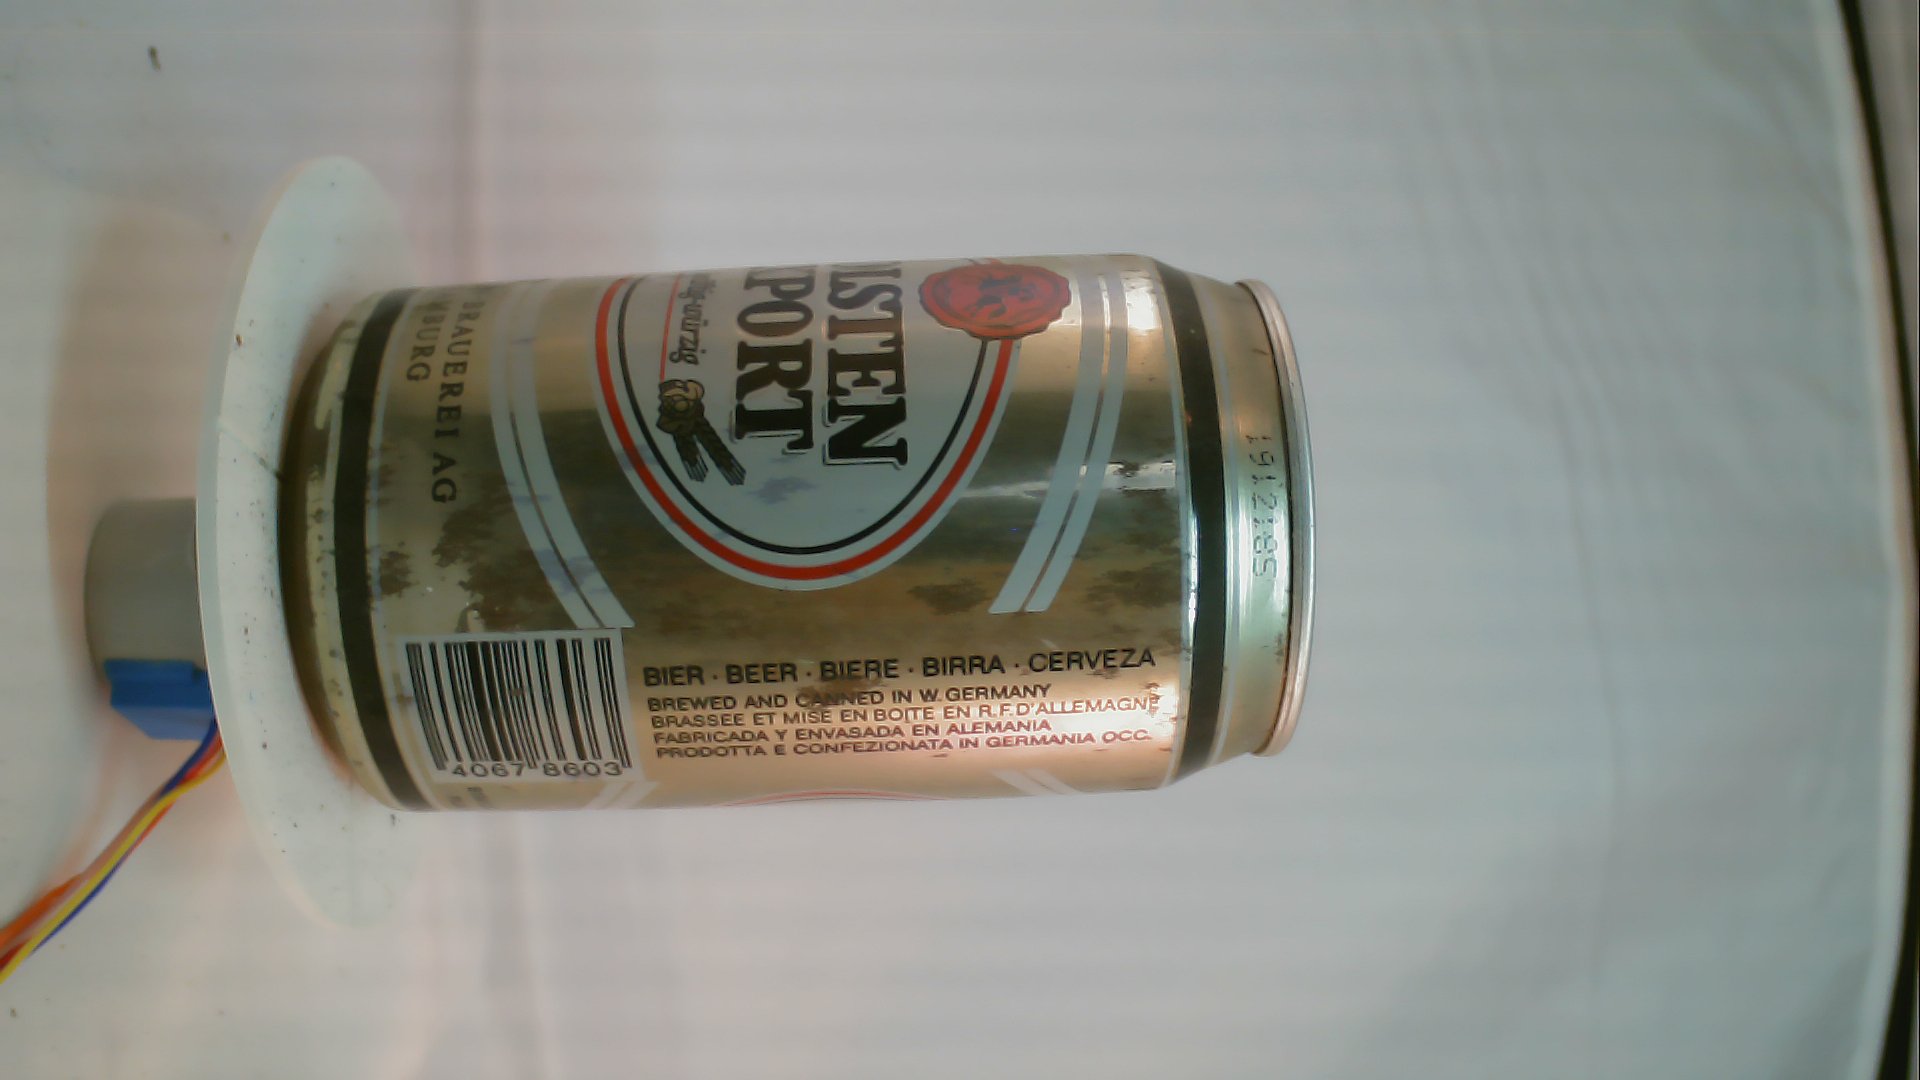 LSTEN
PORT
würzig
BRAUEREI AG
BURG
BIER · BEER · BIERE · BIRRA · CERVEZA
BREWED AND CANNED IN W. GERMANY
BRASSEE ET MISE EN BOITE EN R.F.D'ALLEMAGNE
FABRICADA Y ENVASADA EN ALEMANIA
PRODOTTA E CONFEZIONATA IN GERMANIA OCC.
4067 8603